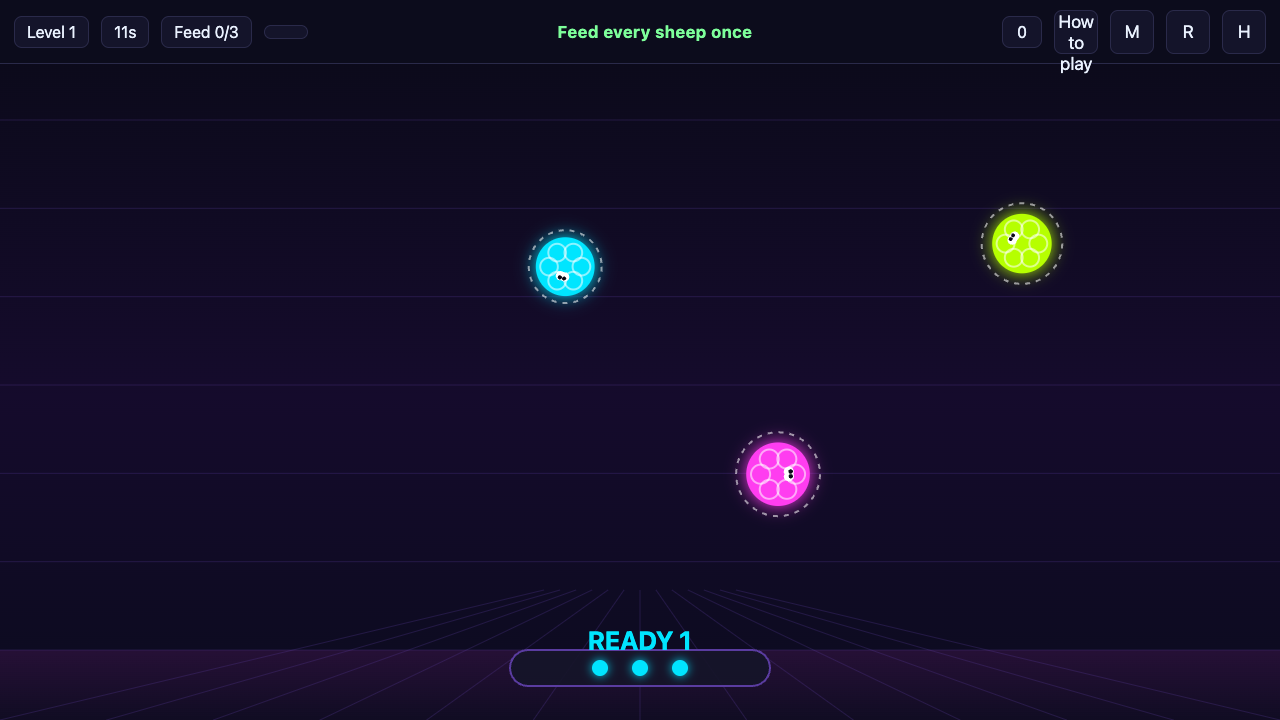 Level 1
11s
Feed 0/3
Feed every sheep once
0
How
to
play
M
R
H
READY 1